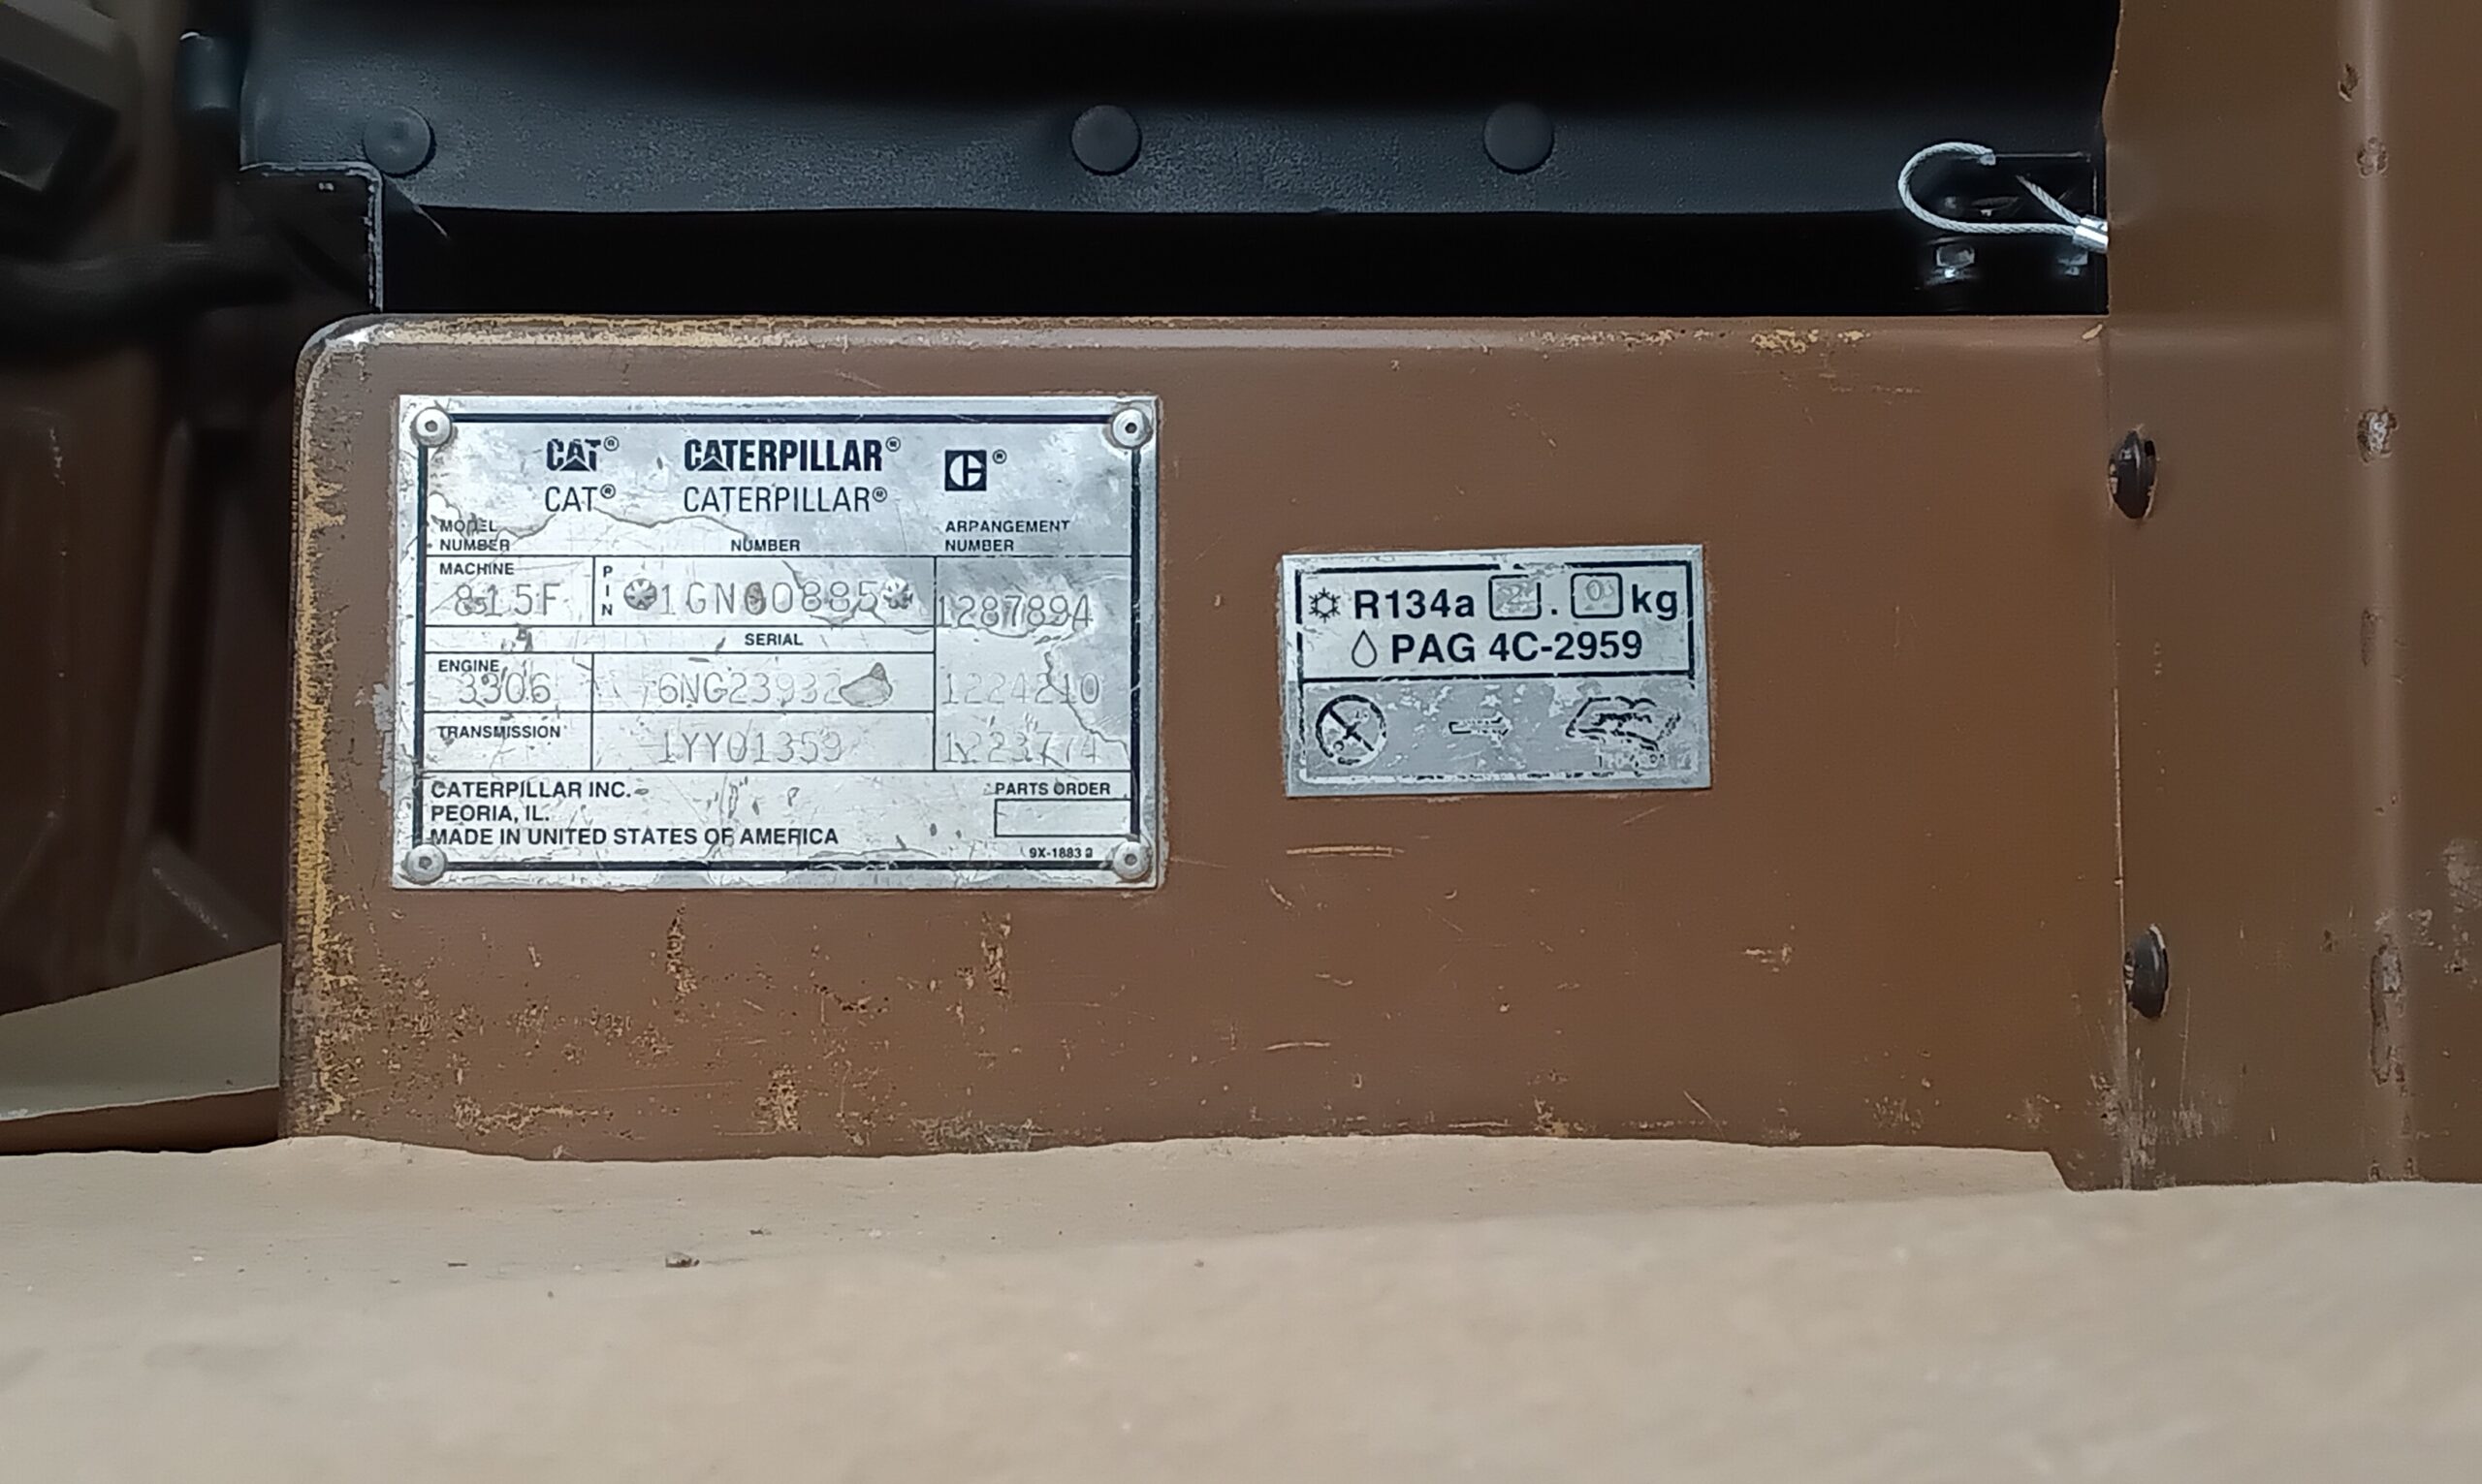 CAT® CATERPILLAR® C®
CAT® CATERPILLAR®
MODEL NUMBER NUMBER ARRANGEMENT NUMBER
MACHINE 815F PIN *1GN00885* 1287894
SERIAL
ENGINE 3306 6NG23932 1224210
TRANSMISSION 1YY01359 1223774
CATERPILLAR INC. PARTS ORDER
PEORIA, IL.
MADE IN UNITED STATES OF AMERICA
9X-1883
R134a 2.0 kg
PAG 4C-2959